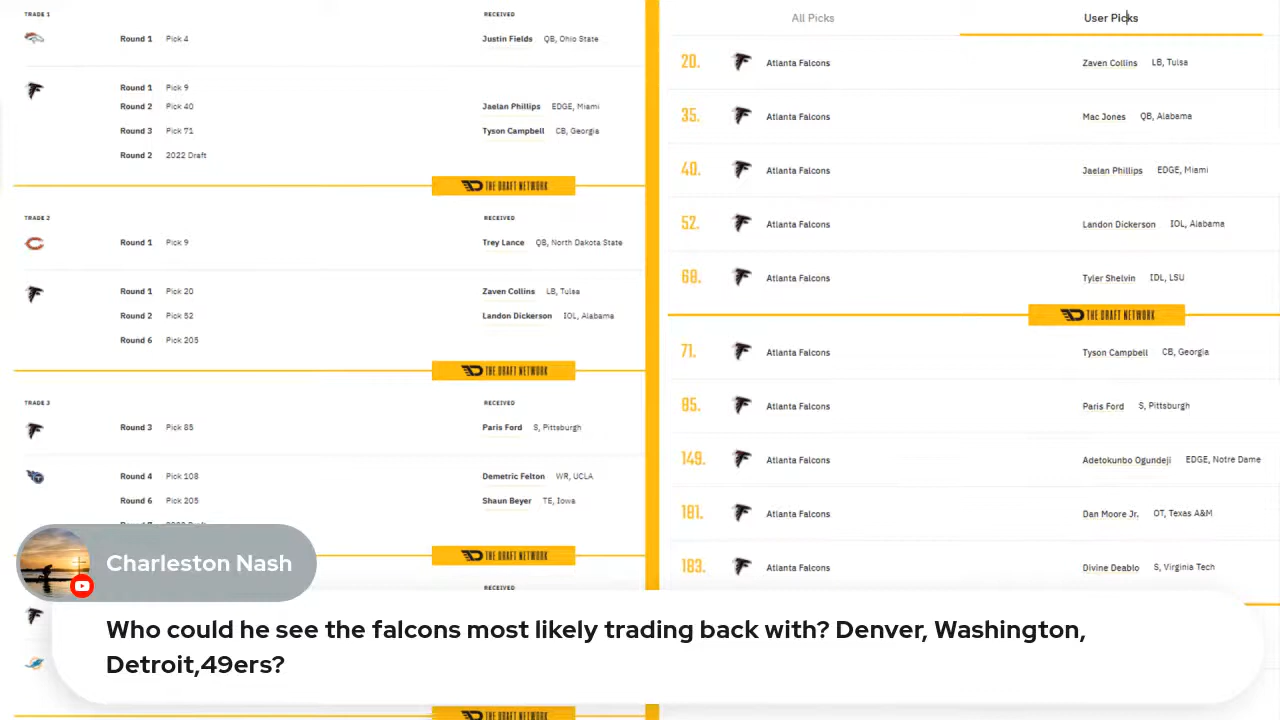 TRADE 1 RECEIVED
Round 1 Pick 4 Justin Fields QB, Ohio State
Round 1 Pick 9
Round 2 Pick 40 Jaelan Phillips EDGE, Miami
Round 3 Pick 71 Tyson Campbell CB, Georgia
Round 2 2022 Draft
THE DRAFT NETWORK
TRADE 2 RECEIVED
Round 1 Pick 9 Trey Lance QB, North Dakota State
Round 1 Pick 20 Zaven Collins LB, Tulsa
Round 2 Pick 52 Landon Dickerson IOL, Alabama
Round 6 Pick 205
THE DRAFT NETWORK
TRADE 3 RECEIVED
Round 3 Pick 85 Paris Ford S, Pittsburgh
Round 4 Pick 108 Demetric Felton WR, UCLA
Round 6 Pick 205 Shaun Beyer TE, Iowa
THE DRAFT NETWORK
RECEIVED
THE DRAFT NETWORK
All Picks User Picks
20. Atlanta Falcons Zaven Collins LB, Tulsa
35. Atlanta Falcons Mac Jones QB, Alabama
40. Atlanta Falcons Jaelan Phillips EDGE, Miami
52. Atlanta Falcons Landon Dickerson IOL, Alabama
68. Atlanta Falcons Tyler Shelvin IDL, LSU
THE DRAFT NETWORK
71. Atlanta Falcons Tyson Campbell CB, Georgia
85. Atlanta Falcons Paris Ford S, Pittsburgh
149. Atlanta Falcons Adetokunbo Ogundeji EDGE, Notre Dame
181. Atlanta Falcons Dan Moore Jr. OT, Texas A&M
183. Atlanta Falcons Divine Deablo S, Virginia Tech
Charleston Nash
Who could he see the falcons most likely trading back with? Denver, Washington,
Detroit,49ers?